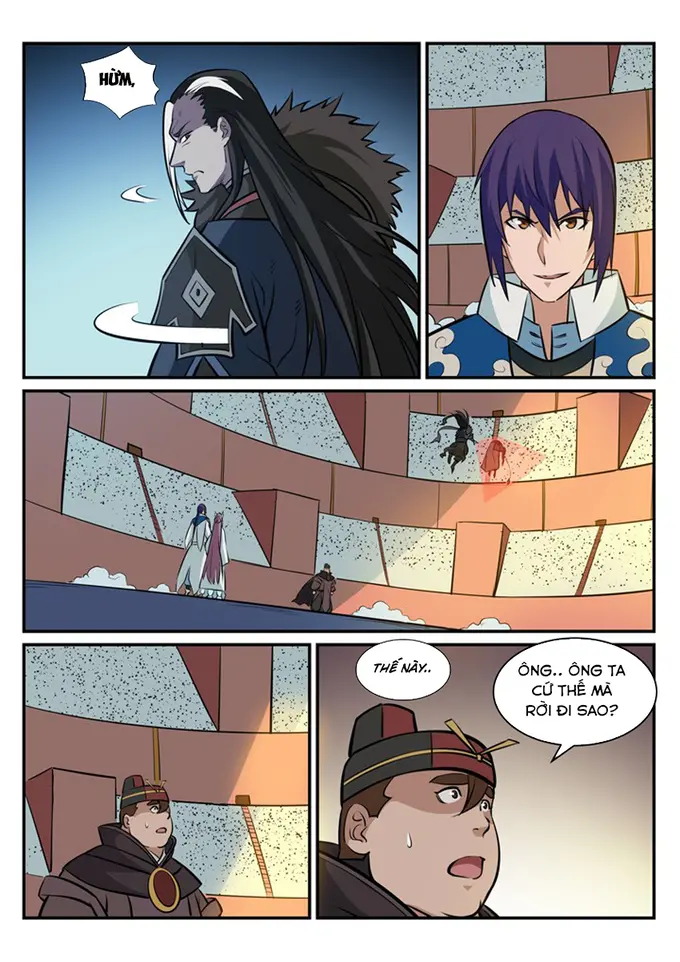 HỪM,
THẾ NÀY..
ÔNG.. ÔNG TA
CỨ THẾ MÀ
RỜI ĐI SAO?